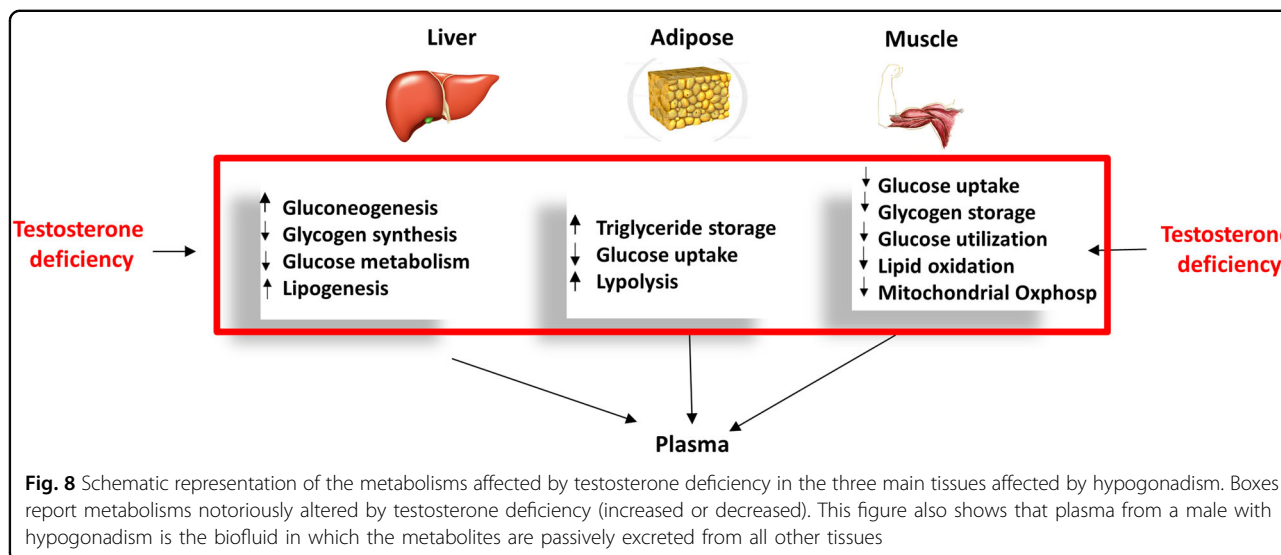 Liver
Adipose
Muscle
Testosterone
deficiency
↑ Gluconeogenesis
↓ Glycogen synthesis
↓ Glucose metabolism
↑ Lipogenesis
↑ Triglyceride storage
↓ Glucose uptake
↑ Lypolysis
↓ Glucose uptake
↓ Glycogen storage
↓ Glucose utilization
↓ Lipid oxidation
↓ Mitochondrial Oxphosp
Testosteron
deficiency
Plasma
Fig. 8 Schematic representation of the metabolisms affected by testosterone deficiency in the three main tissues affected by hypogonadism. Boxes
report metabolisms notoriously altered by testosterone deficiency (increased or decreased). This figure also shows that plasma from a male with
hypogonadism is the biofluid in which the metabolites are passively excreted from all other tissues